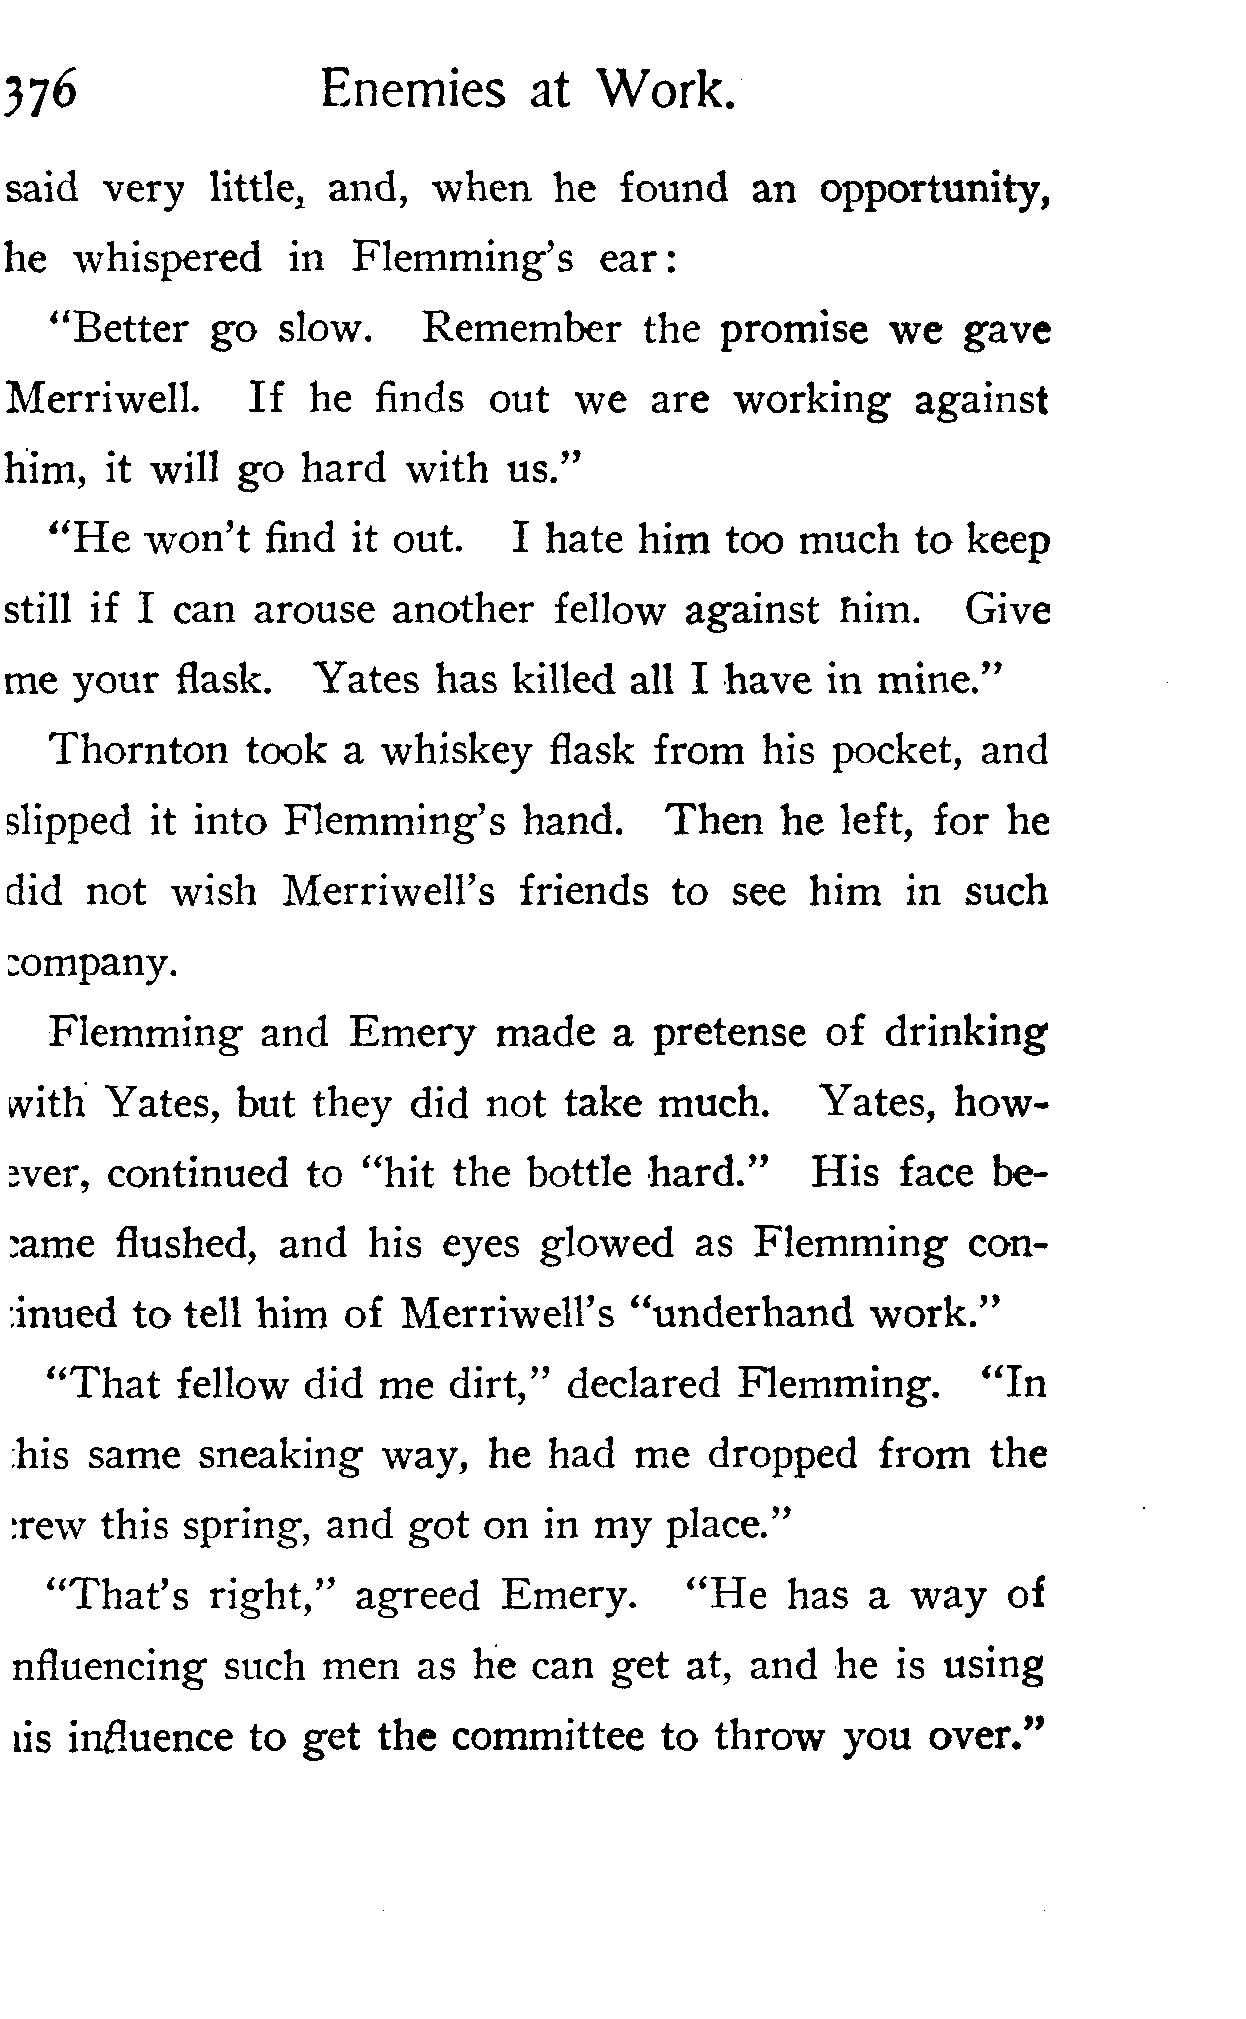 376 Enemies at Work.
said very little, and, when he found an opportunity,
he whispered in Flemming's ear:
"Better go slow. Remember the promise we gave
Merriwell. If he finds out we are working against
him, it will go hard with us."
"He won't find it out. I hate him too much to keep
still if I can arouse another fellow against him. Give
me your flask. Yates has killed all I have in mine."
Thornton took a whiskey flask from his pocket, and
slipped it into Flemming's hand. Then he left, for he
did not wish Merriwell's friends to see him in such
company.
Flemming and Emery made a pretense of drinking
with Yates, but they did not take much. Yates, how-
ever, continued to "hit the bottle hard." His face be-
came flushed, and his eyes glowed as Flemming con-
tinued to tell him of Merriwell's "underhand work."
"That fellow did me dirt," declared Flemming. "In
this same sneaking way, he had me dropped from the
crew this spring, and got on in my place."
"That's right," agreed Emery. "He has a way of
influencing such men as he can get at, and he is using
his influence to get the committee to throw you over."